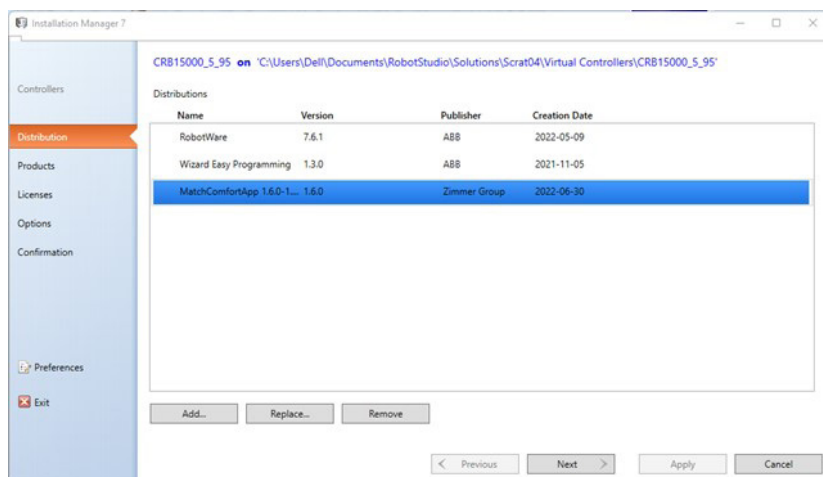 Installation Manager 7
CRB15000_5_95 on 'C:\Users\Dell\Documents\RobotStudio\Solutions\Scrat04\Virtual Controllers\CRB15000_5_95'
Controllers
Distribution
Products
Licenses
Options
Confirmation
Preferences
Exit
Distributions
Name Version Publisher Creation Date
RobotWare 7.6.1 ABB 2022-05-09
Wizard Easy Programming 1.3.0 ABB 2021-11-05
MatchComfortApp 1.6.0-1.... 1.6.0 Zimmer Group 2022-06-30
Add... Replace... Remove
< Previous Next > Apply Cancel